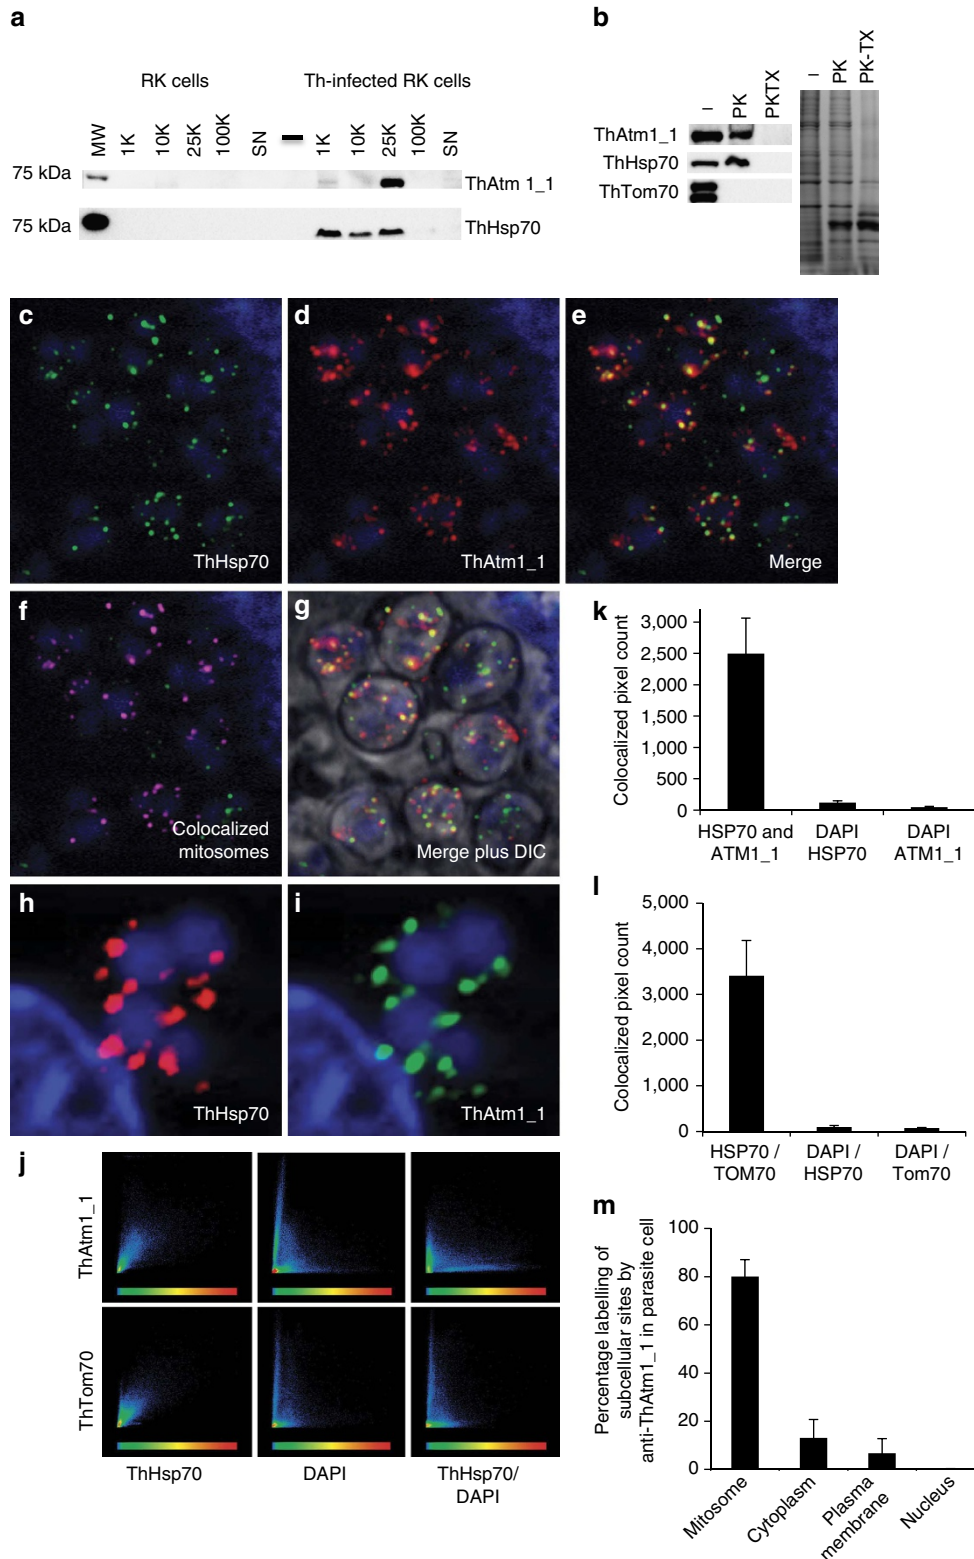 a
RK cells
Th-infected RK cells
MW
1K
10K
25K
100K
SN
1K
10K
25K
100K
SN
75 kDa
ThAtm 1_1
75 kDa
ThHsp70
b
–
PK
PKTX
–
PK
PK-TX
ThAtm1_1
ThHsp70
ThTom70
c
ThHsp70
d
ThAtm1_1
e
Merge
f
Colocalized
mitosomes
g
Merge plus DIC
h
ThHsp70
i
ThAtm1_1
j
ThAtm1_1
ThTom70
ThHsp70
DAPI
ThHsp70/
DAPI
k
Colocalized pixel count
3,000
2,500
2,000
1,500
1,000
500
0
HSP70 and
ATM1_1
DAPI
HSP70
DAPI
ATM1_1
l
Colocalized pixel count
5,000
4,000
3,000
2,000
1,000
0
HSP70 /
TOM70
DAPI /
HSP70
DAPI /
Tom70
m
Percentage labelling of
subcellular sites by
anti-ThAtm1_1 in parasite cell
100
80
60
40
20
0
Mitosome
Cytoplasm
Plasma
membrane
Nucleus